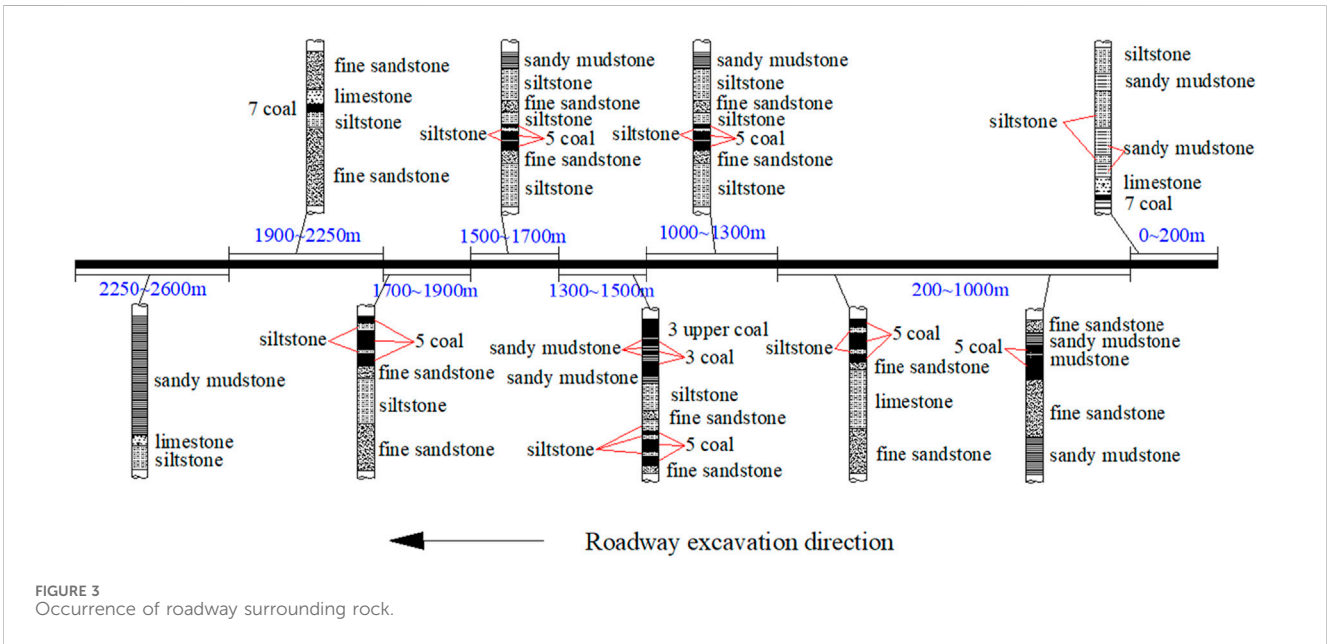 fine sandstone
limestone
7 coal
siltstone
fine sandstone
sandy mudstone
siltstone
fine sandstone
siltstone
siltstone
5 coal
fine sandstone
siltstone
sandy mudstone
siltstone
fine sandstone
siltstone
siltstone
5 coal
fine sandstone
siltstone
siltstone
sandy mudstone
siltstone
sandy mudstone
limestone
7 coal
1900~2250m
1500~1700m
1000~1300m
0~200m
2250~2600m
1700~1900m
1300~1500m
200~1000m
sandy mudstone
limestone
siltstone
siltstone
5 coal
fine sandstone
siltstone
fine sandstone
3 upper coal
sandy mudstone
3 coal
sandy mudstone
siltstone
fine sandstone
siltstone
5 coal
fine sandstone
siltstone
5 coal
fine sandstone
limestone
fine sandstone
fine sandstone
sandy mudstone
5 coal
mudstone
fine sandstone
sandy mudstone
Roadway excavation direction
FIGURE 3
Occurrence of roadway surrounding rock.